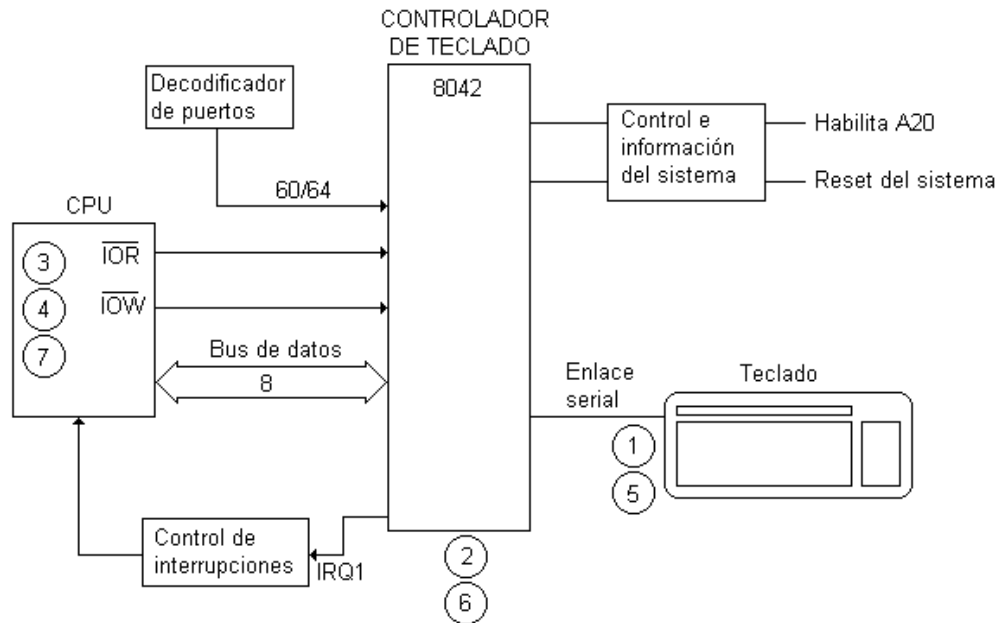 CONTROLADOR
DE TECLADO
8042
Decodificador
de puertos
Control e
información
del sistema
Habilita A20
Reset del sistema
60/64
CPU
3
IOR
4
IOW
7
Bus de datos
8
Enlace
serial
Teclado
1
5
Control de
interrupciones
IRQ1
2
6